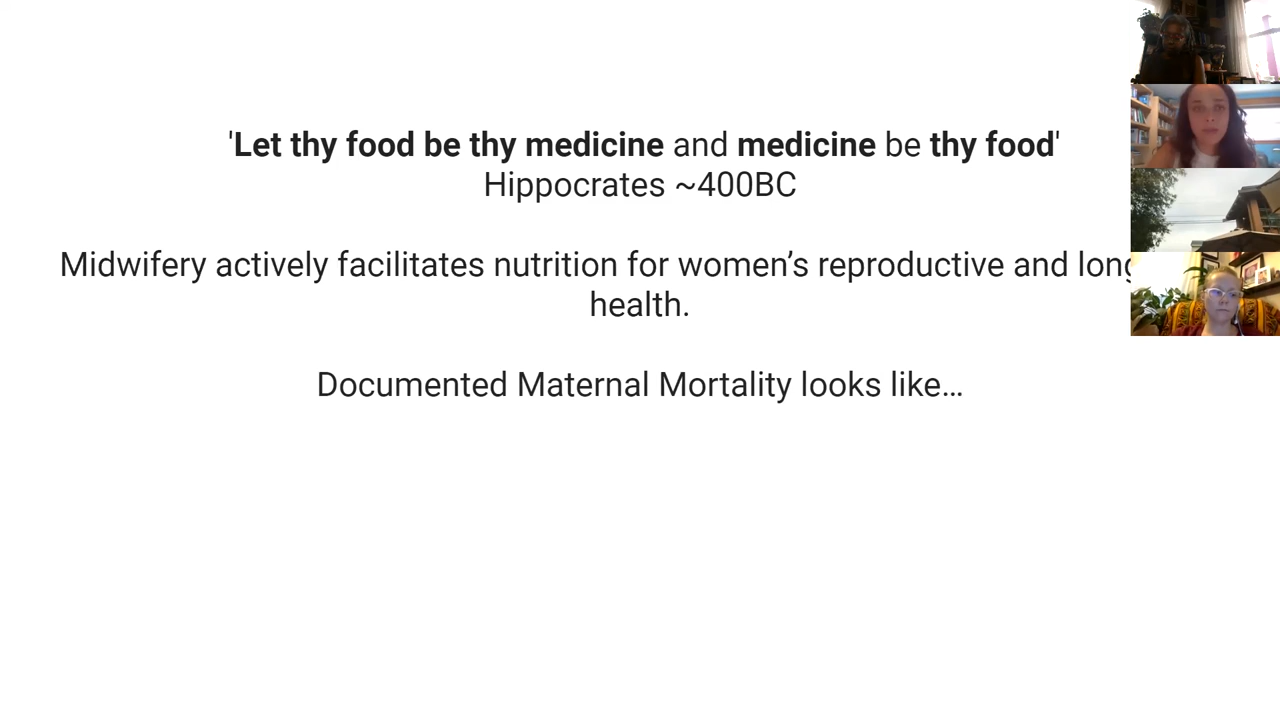 'Let thy food be thy medicine and medicine be thy food'
Hippocrates ~400BC
Midwifery actively facilitates nutrition for women’s reproductive and
health.
Documented Maternal Mortality looks like…